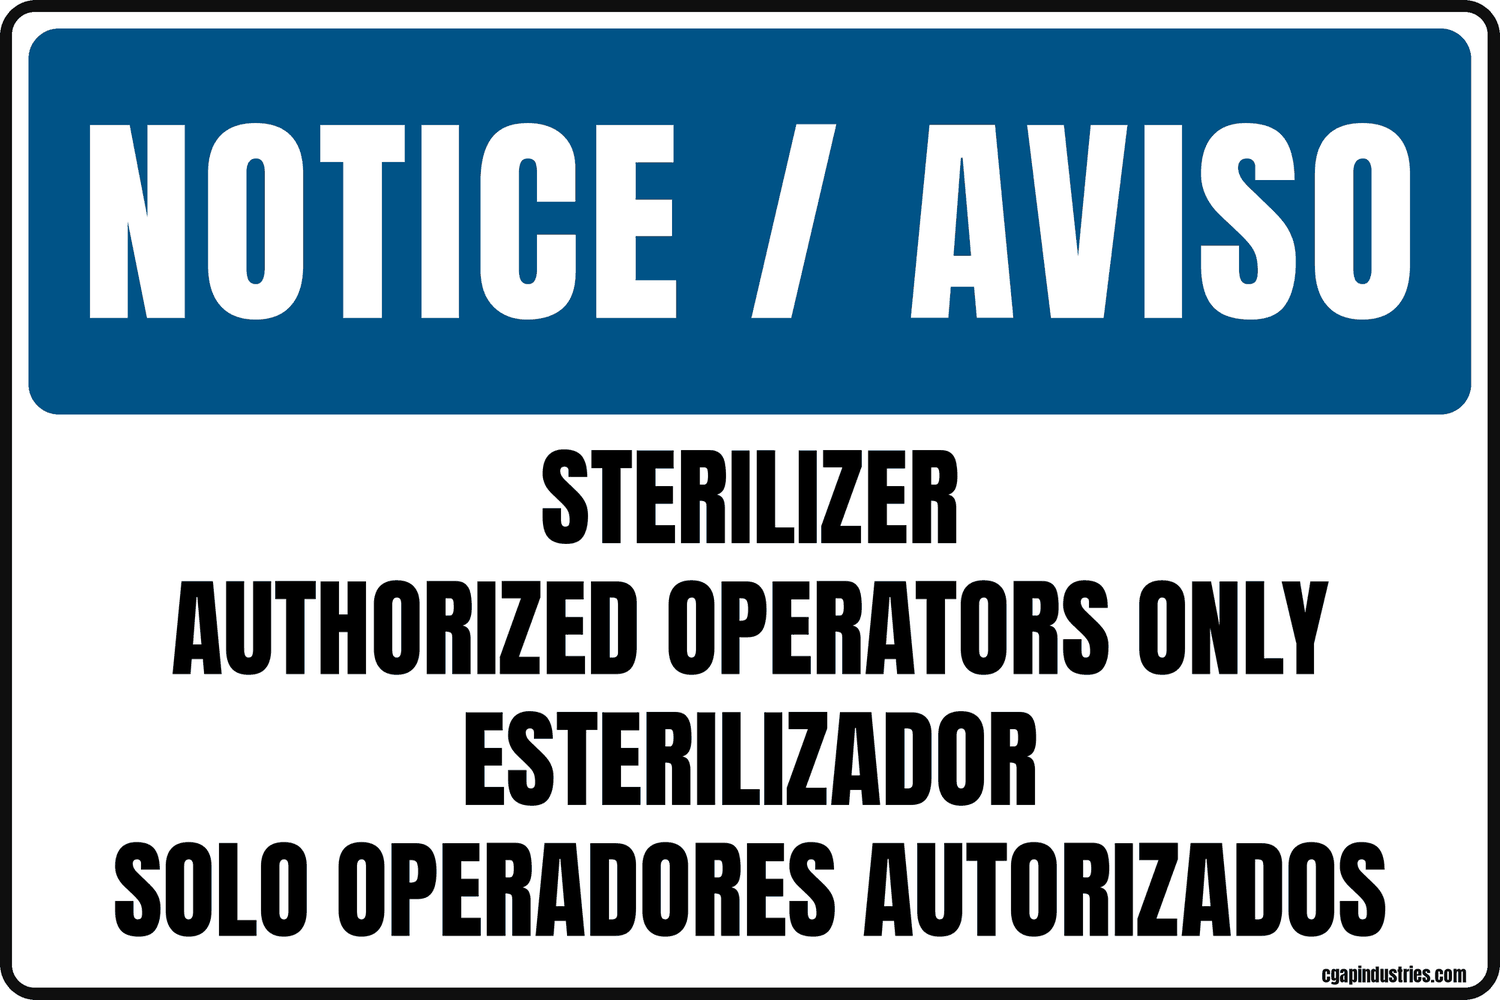 NOTICE / AVISO
STERILIZER
AUTHORIZED OPERATORS ONLY
ESTERILIZADOR
SOLO OPERADORES AUTORIZADOS
cgapindustries.com